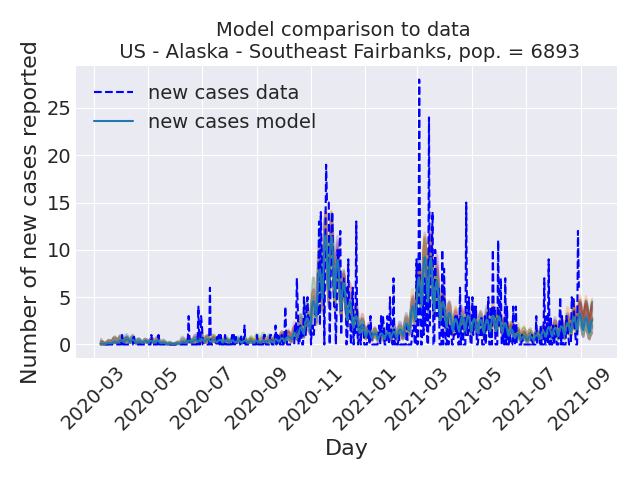 Model comparison to data
US - Alaska - Southeast Fairbanks, pop. = 6893
Number of new cases reported
25
20
15
10
5
0
new cases data
new cases model
2020-03
2020-05
2020-07
2020-09
2020-11
2021-01
2021-03
2021-05
2021-07
2021-09
Day